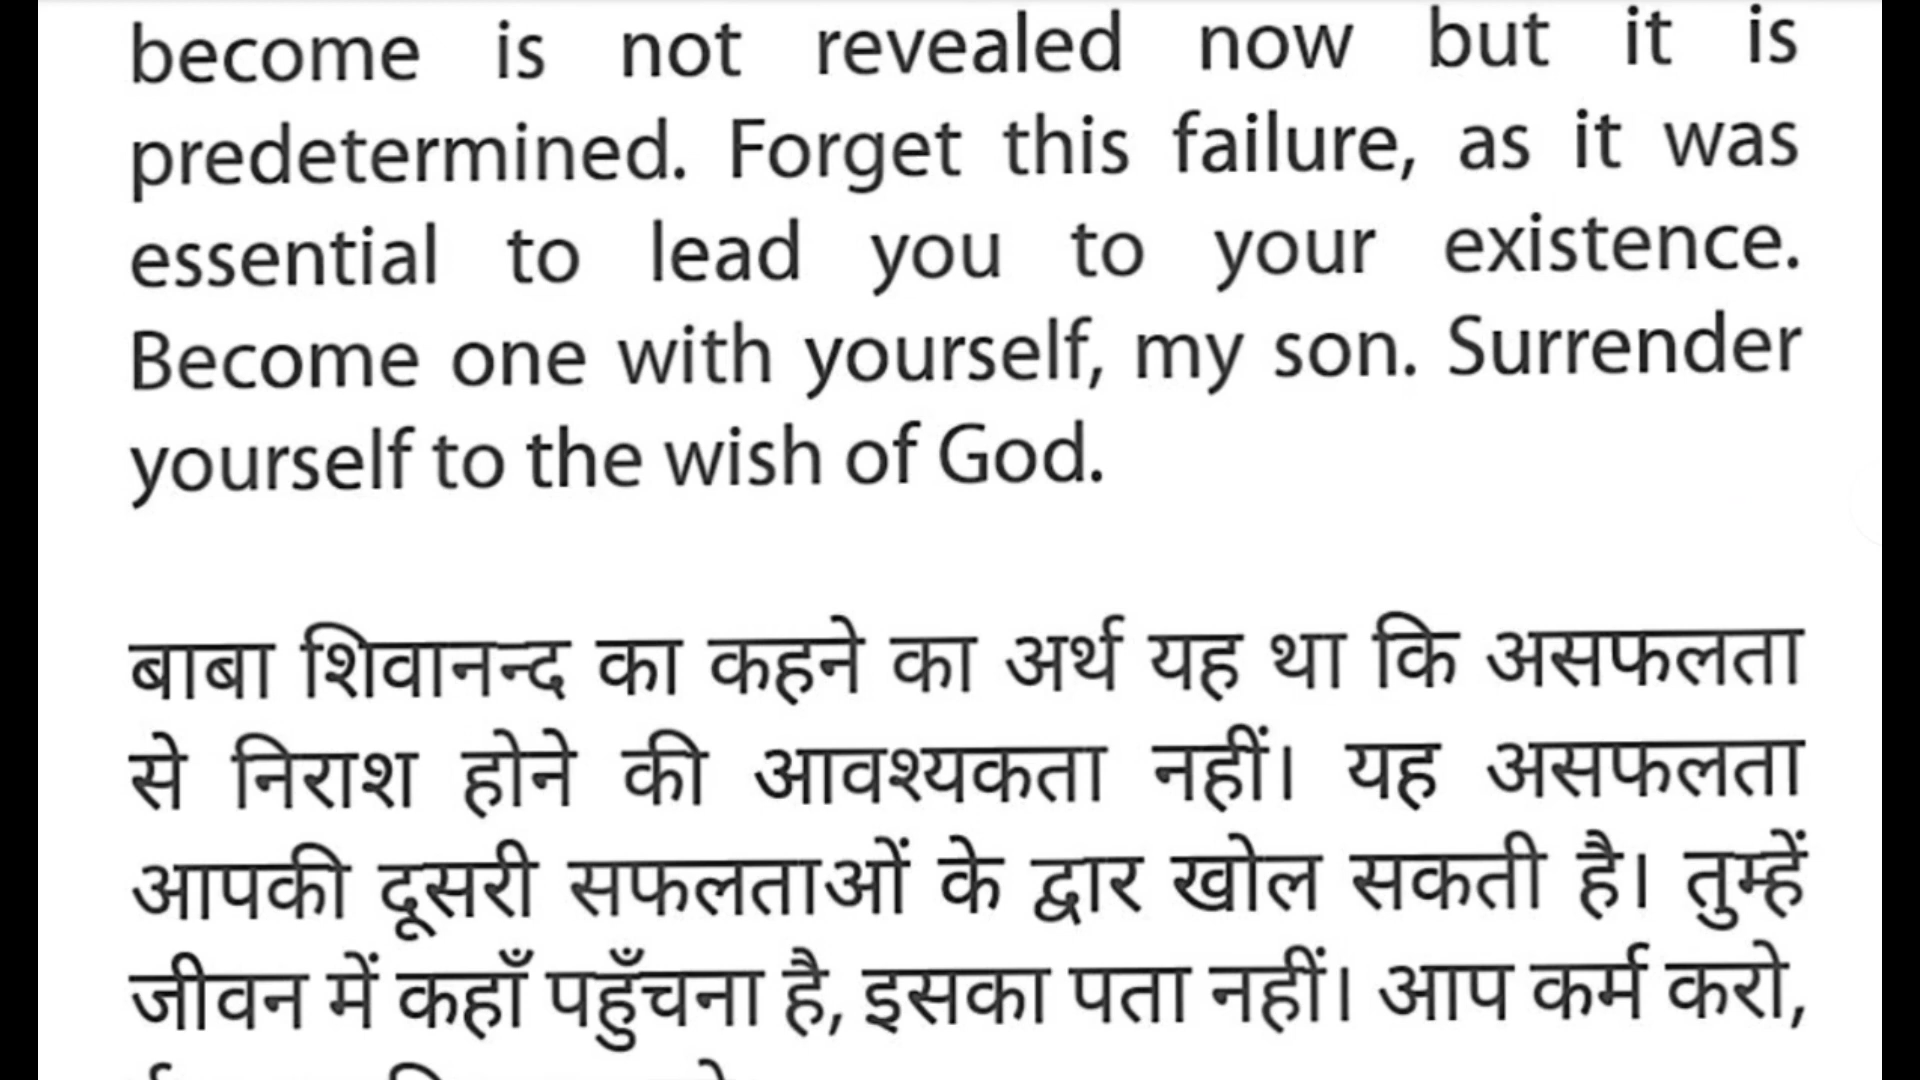 become is not revealed now but it is
predetermined. Forget this failure, as it was
essential to lead you to your existence.
Become one with yourself, my son. Surrender
yourself to the wish of God.
बाबा शिवानन्द का कहने का अर्थ यह था कि असफलता
से निराश होने की आवश्यकता नहीं। यह असफलता
आपकी दूसरी सफलताओं के द्वार खोल सकती है। तुम्हें
जीवन में कहाँ पहुँचना है, इसका पता नहीं। आप कर्म करो,